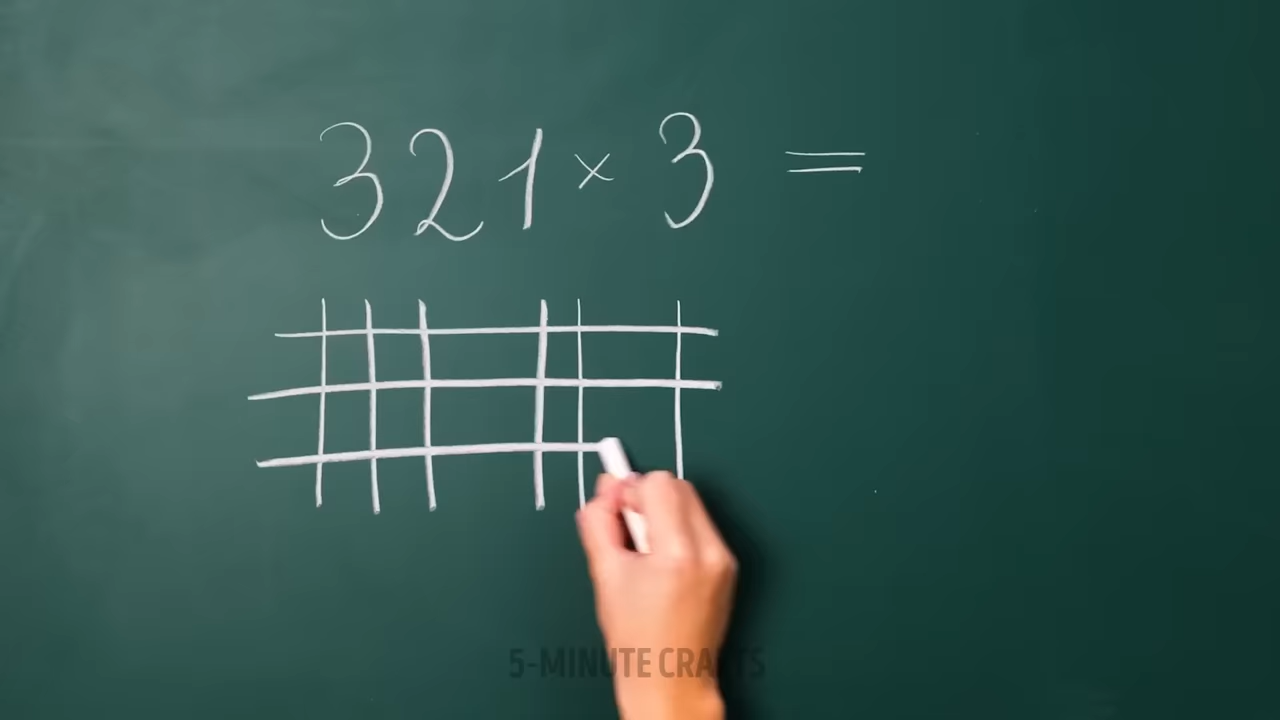 321 × 3 =
5-MINUTE CRAFTS